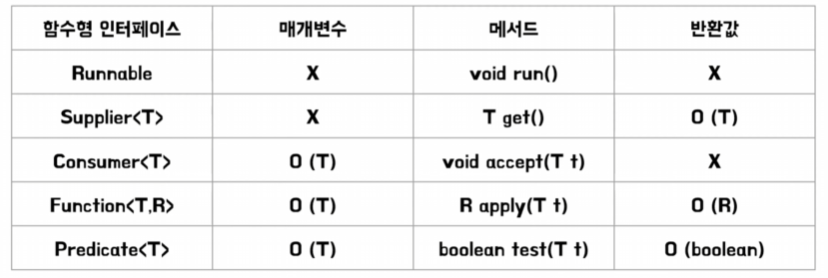 함수형 인터페이스 매개변수 메서드 반환값
Runnable X void run() X
Supplier<T> X T get() O (T)
Consumer<T> O (T) void accept(T t) X
Function<T,R> O (T) R apply(T t) O (R)
Predicate<T> O (T) boolean test(T t) O (boolean)